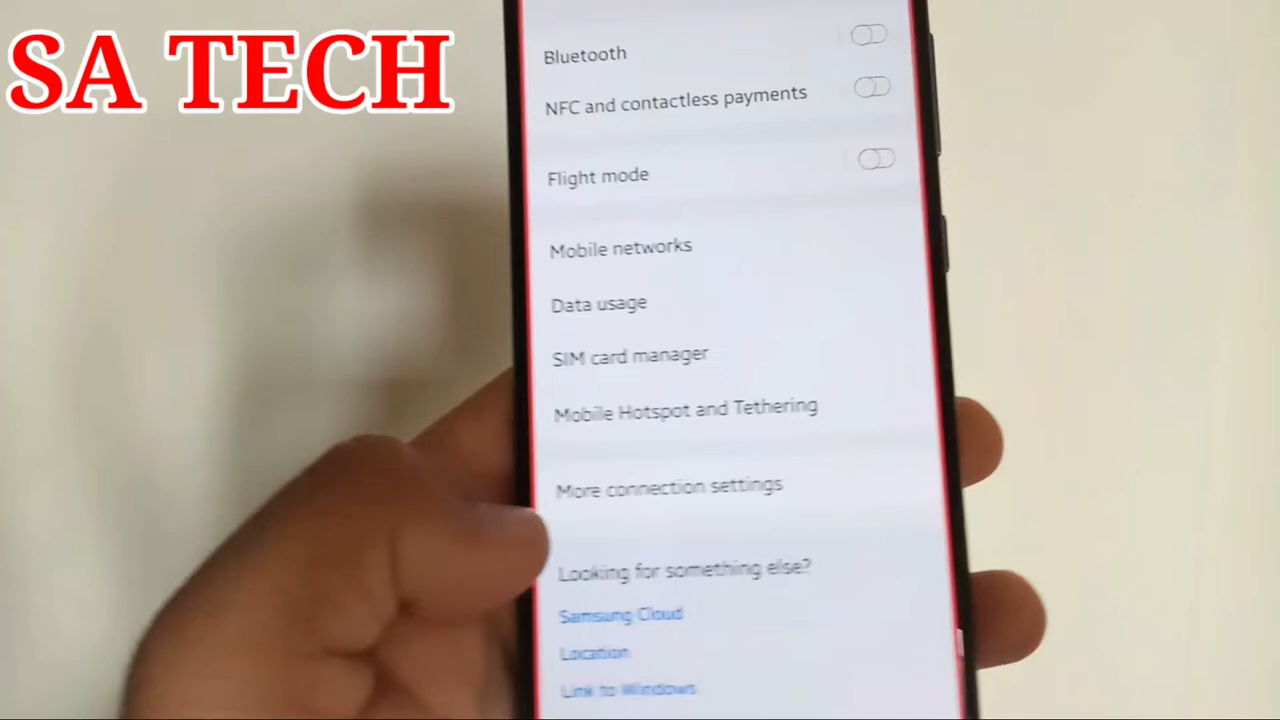 SA TECH
Bluetooth
NFC and contactless payments
Flight mode
Mobile networks
Data usage
SIM card manager
Mobile Hotspot and Tethering
More connection settings
Looking for something else?
Samsung Cloud
Location
Link to Windows